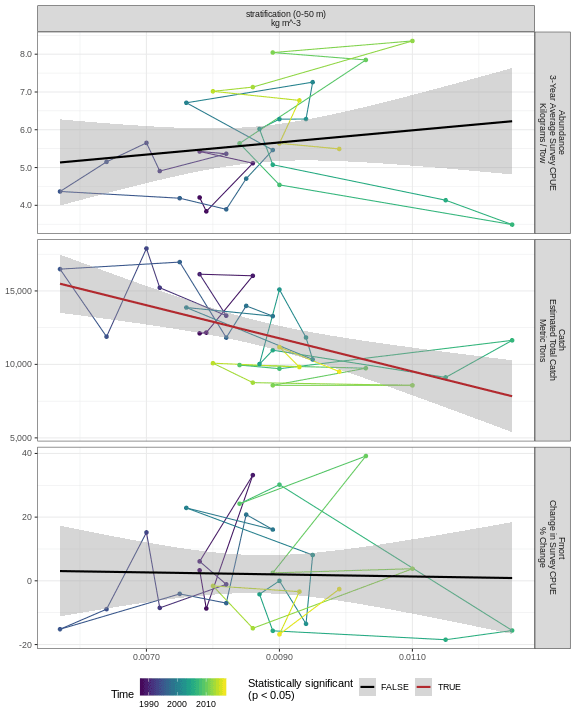 stratification (0-50 m)
kg m^-3
8.0
7.0
6.0
5.0
4.0
Abundance
3-Year Average Survey CPUE
Kilograms / Tow
15,000
10,000
5,000
Catch
Estimated Total Catch
Metric Tons
40
20
0
-20
Fmort
Change in Survey CPUE
% Change
0.0070
0.0090
0.0110
Time
1990
2000
2010
Statistically significant
(p < 0.05)
FALSE
TRUE